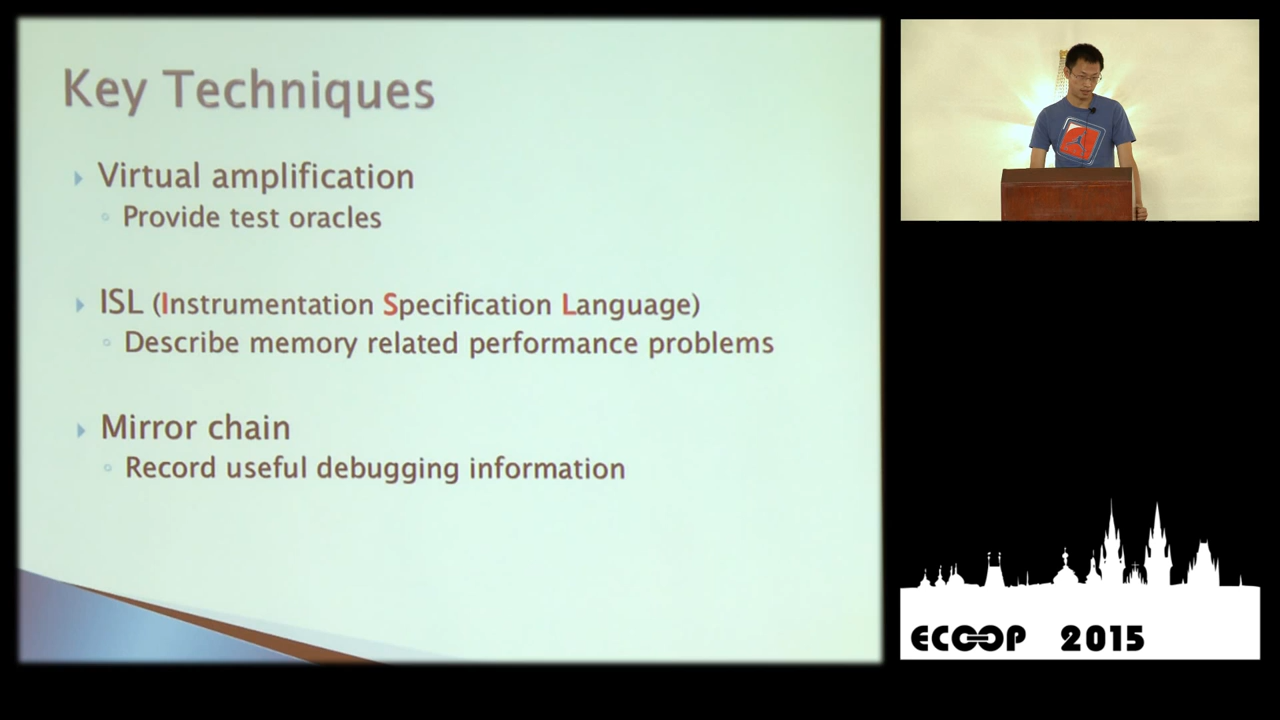 Key Techniques
Virtual amplification
Provide test oracles
ISL (Instrumentation Specification Language)
Describe memory related performance problems
Mirror chain
Record useful debugging information
ECOOP 2015